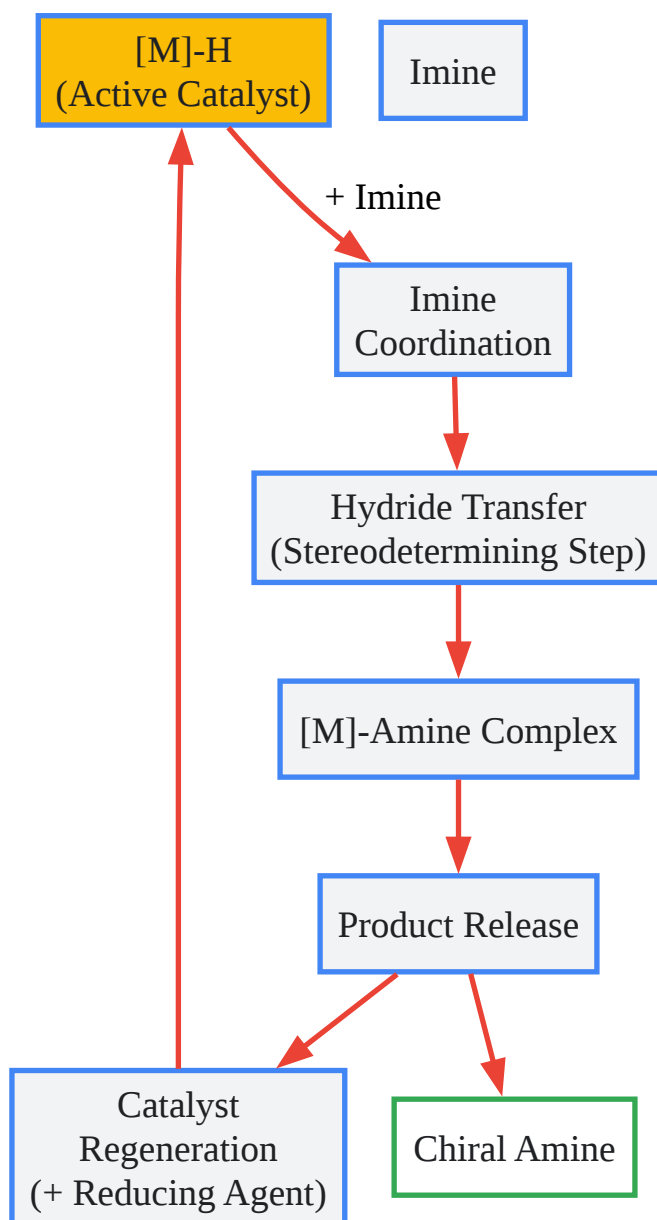 [M]-H
(Active Catalyst)
Imine
+ Imine
Imine
Coordination
Hydride Transfer
(Stereodetermining Step)
[M]-Amine Complex
Product Release
Catalyst
Regeneration
(+ Reducing Agent)
Chiral Amine